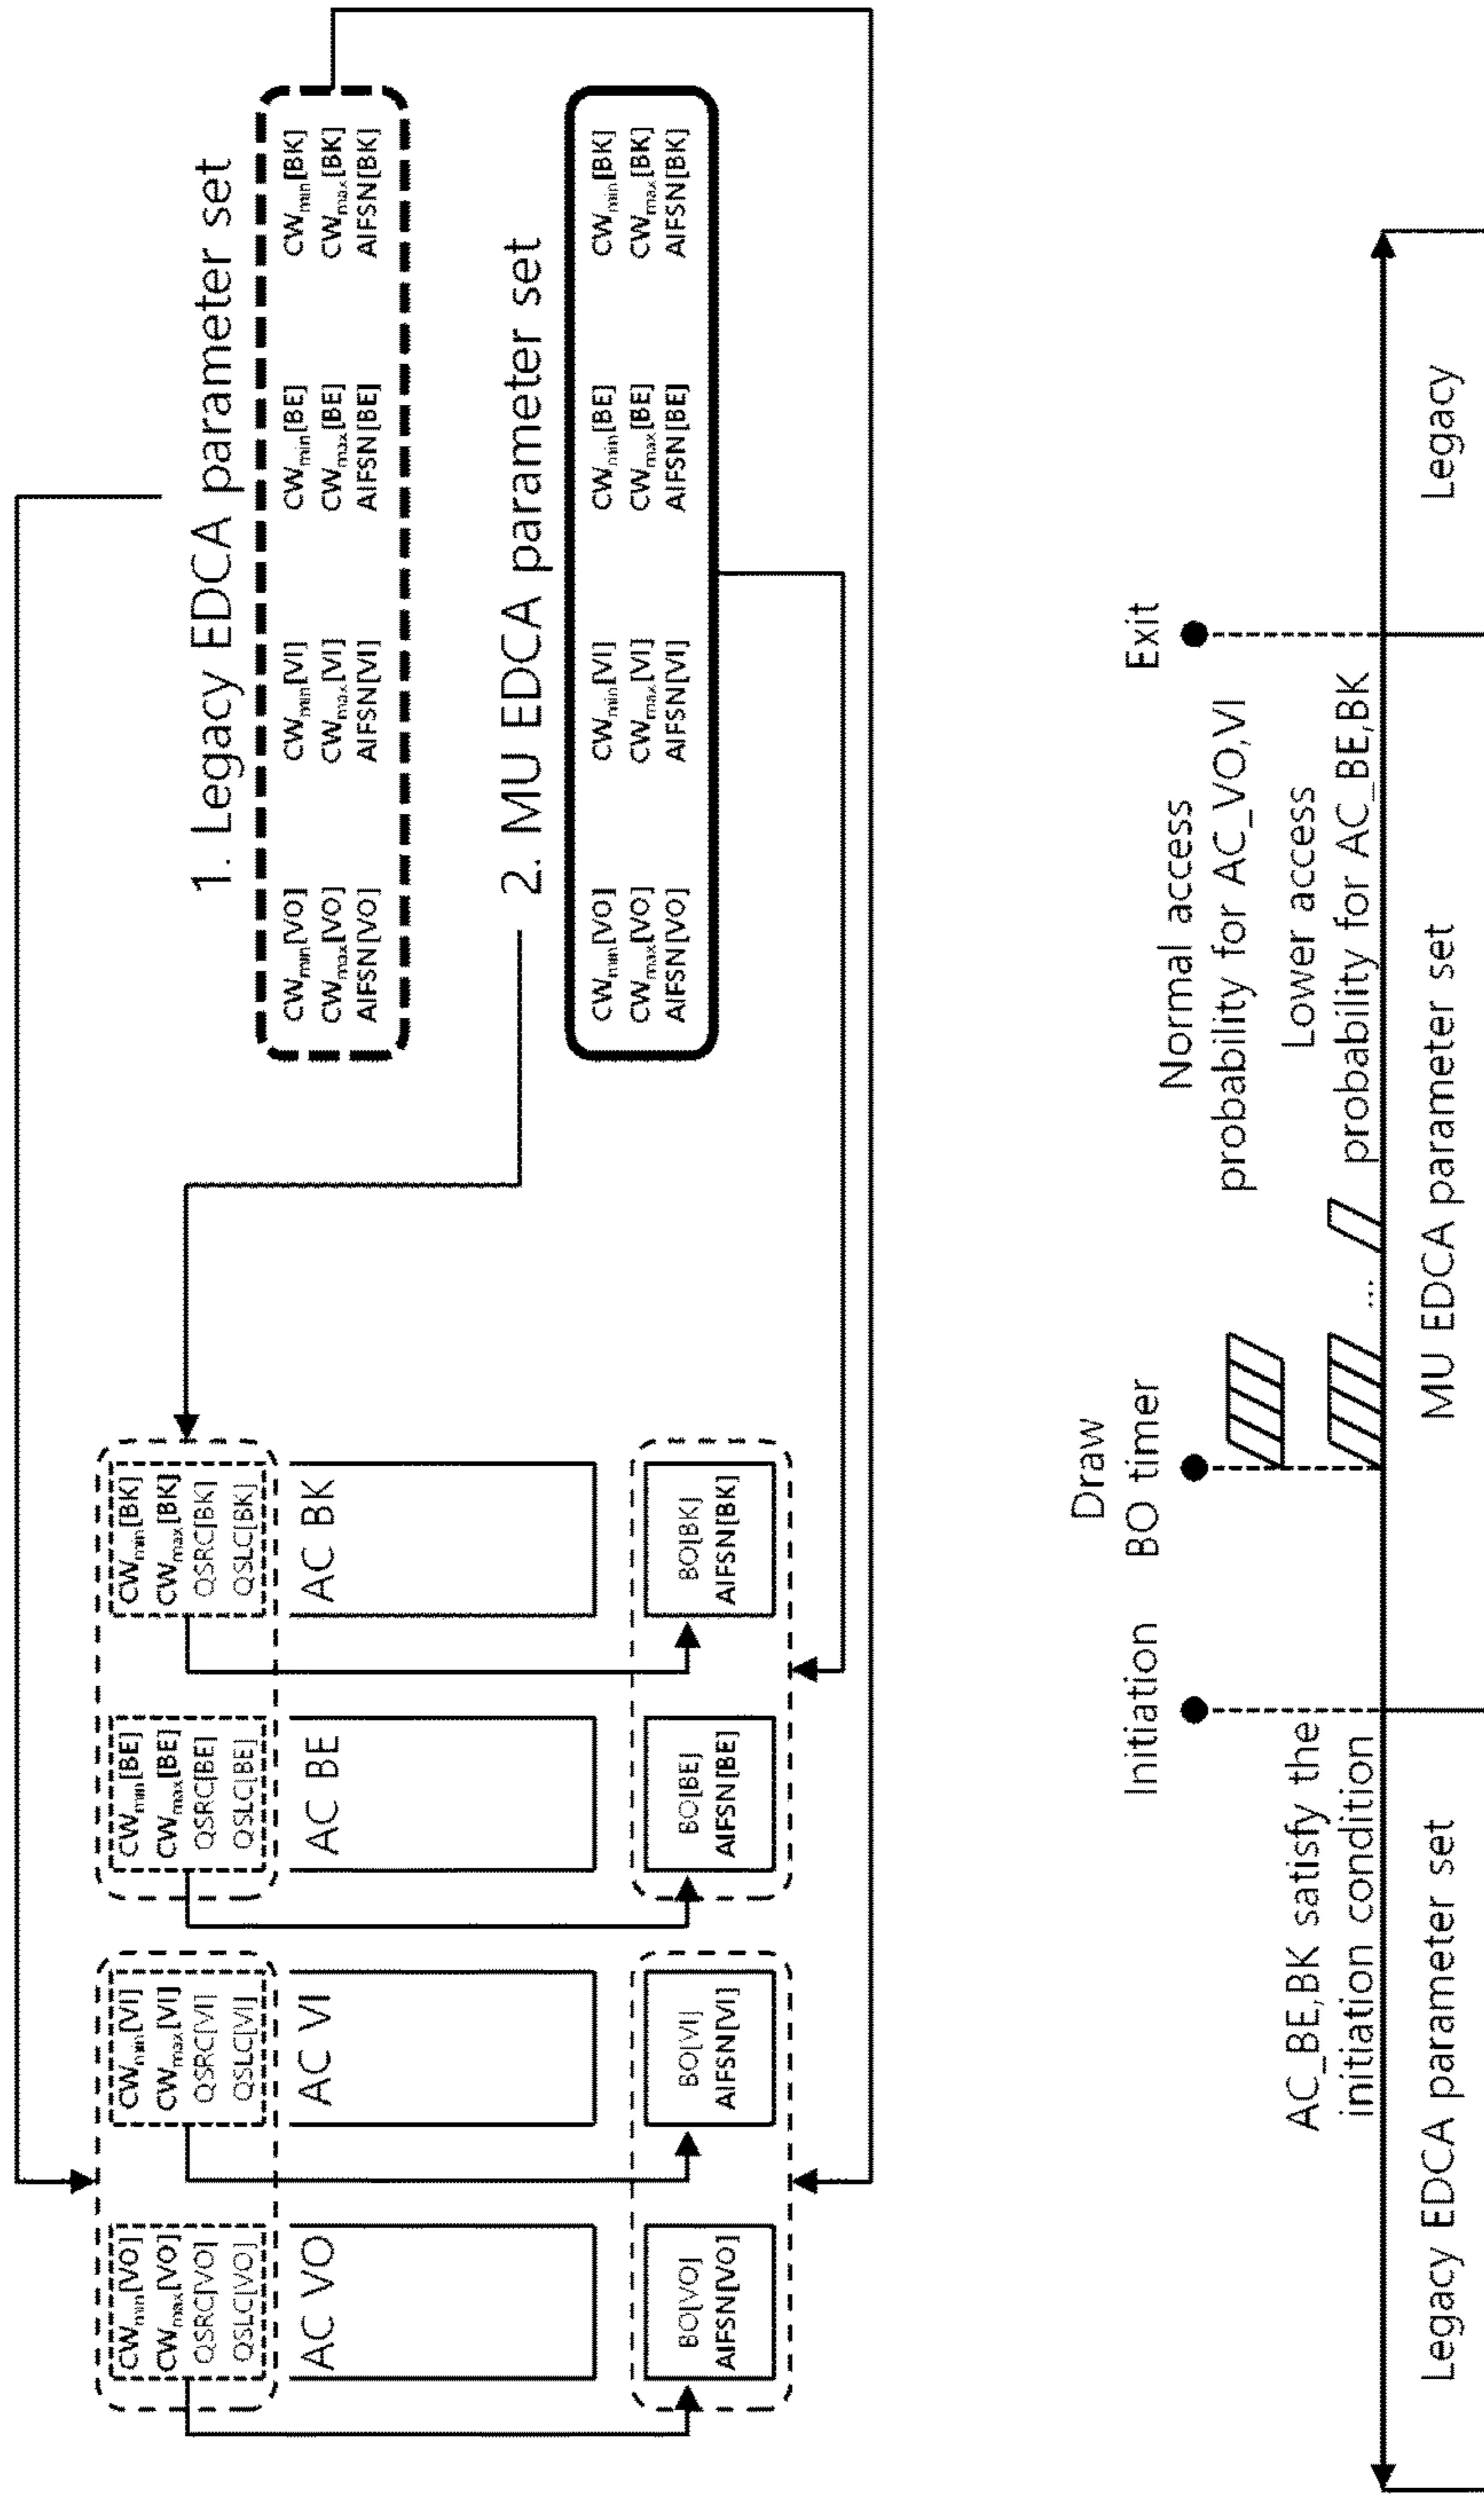 CWmin[VO]
CWmax[VO]
QSRC[VO]
QSLC[VO]
AC VO
BO[VO]
AIFSN[VO]
CWmin[VI]
CWmax[VI]
QSRC[VI]
QSLC[VI]
AC VI
BO[VI]
AIFSN[VI]
CWmin[BE]
CWmax[BE]
QSRC[BE]
QSLC[BE]
AC BE
BO[BE]
AIFSN[BE]
CWmin[BK]
CWmax[BK]
QSRC[BK]
QSLC[BK]
AC BK
BO[BK]
AIFSN[BK]
1. Legacy EDCA parameter set
CWmin[VO]
CWmax[VO]
AIFSN[VO]
CWmin[VI]
CWmax[VI]
AIFSN[VI]
CWmin[BE]
CWmax[BE]
AIFSN[BE]
CWmin[BK]
CWmax[BK]
AIFSN[BK]
2. MU EDCA parameter set
CWmin[VO]
CWmax[VO]
AIFSN[VO]
CWmin[VI]
CWmax[VI]
AIFSN[VI]
CWmin[BE]
CWmax[BE]
AIFSN[BE]
CWmin[BK]
CWmax[BK]
AIFSN[BK]
AC_BE,BK satisfy the
initiation condition
Initiation
Draw
BO timer
...
Normal access
probability for AC_VO,VI
Lower access
probability for AC_BE,BK
Exit
Legacy EDCA parameter set
MU EDCA parameter set
Legacy